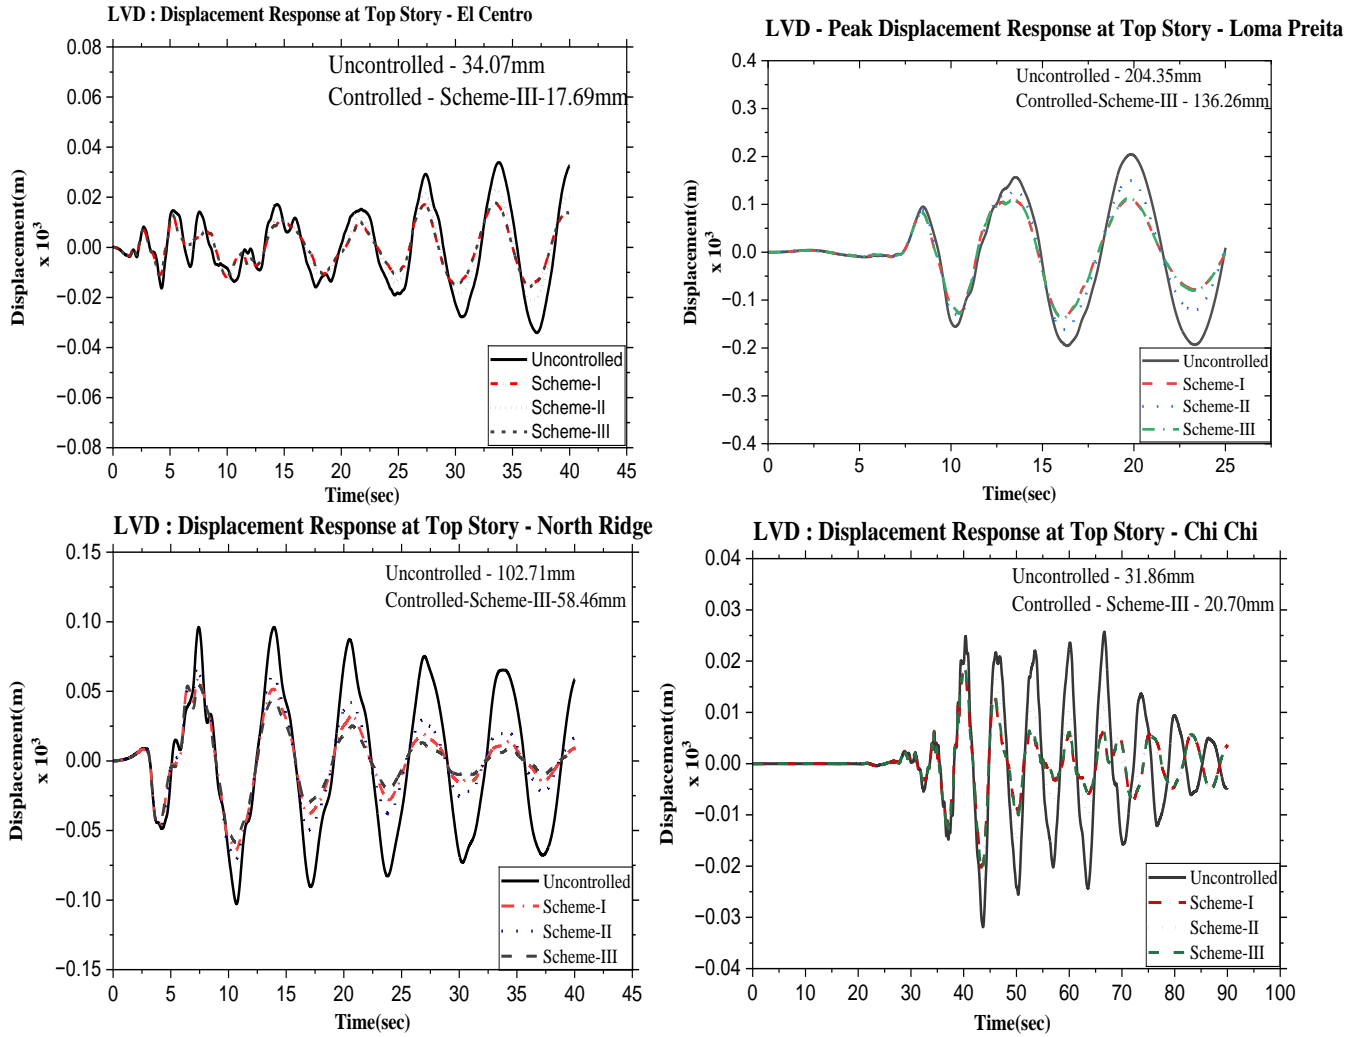 LVD : Displacement Response at Top Story - El Centro
Uncontrolled - 34.07mm
Controlled - Scheme-III-17.69mm
0.08
0.06
0.04
0.02
0.00
−0.02
−0.04
−0.06
−0.08
Displacement(m)
x 10³
Uncontrolled
Scheme-I
Scheme-II
Scheme-III
0 5 10 15 20 25 30 35 40 45
Time(sec)
LVD - Peak Displacement Response at Top Story - Loma Preita
Uncontrolled - 204.35mm
Controlled-Scheme-III - 136.26mm
0.4
0.3
0.2
0.1
0.0
−0.1
−0.2
−0.3
−0.4
Displacement(m)
x 10³
Uncontrolled
Scheme-I
Scheme-II
Scheme-III
0 5 10 15 20 25
Time(sec)
LVD : Displacement Response at Top Story - North Ridge
Uncontrolled - 102.71mm
Controlled-Scheme-III-58.46mm
0.15
0.10
0.05
0.00
−0.05
−0.10
−0.15
Displacement(m)
x 10³
Uncontrolled
Scheme-I
Scheme-II
Scheme-III
0 5 10 15 20 25 30 35 40 45
Time(sec)
LVD : Displacement Response at Top Story - Chi Chi
Uncontrolled - 31.86mm
Controlled - Scheme-III - 20.70mm
0.04
0.03
0.02
0.01
0.00
−0.01
−0.02
−0.03
−0.04
Displacement(m)
x 10³
Uncontrolled
Scheme-I
Scheme-II
Scheme-III
0 10 20 30 40 50 60 70 80 90 100
Time(sec)